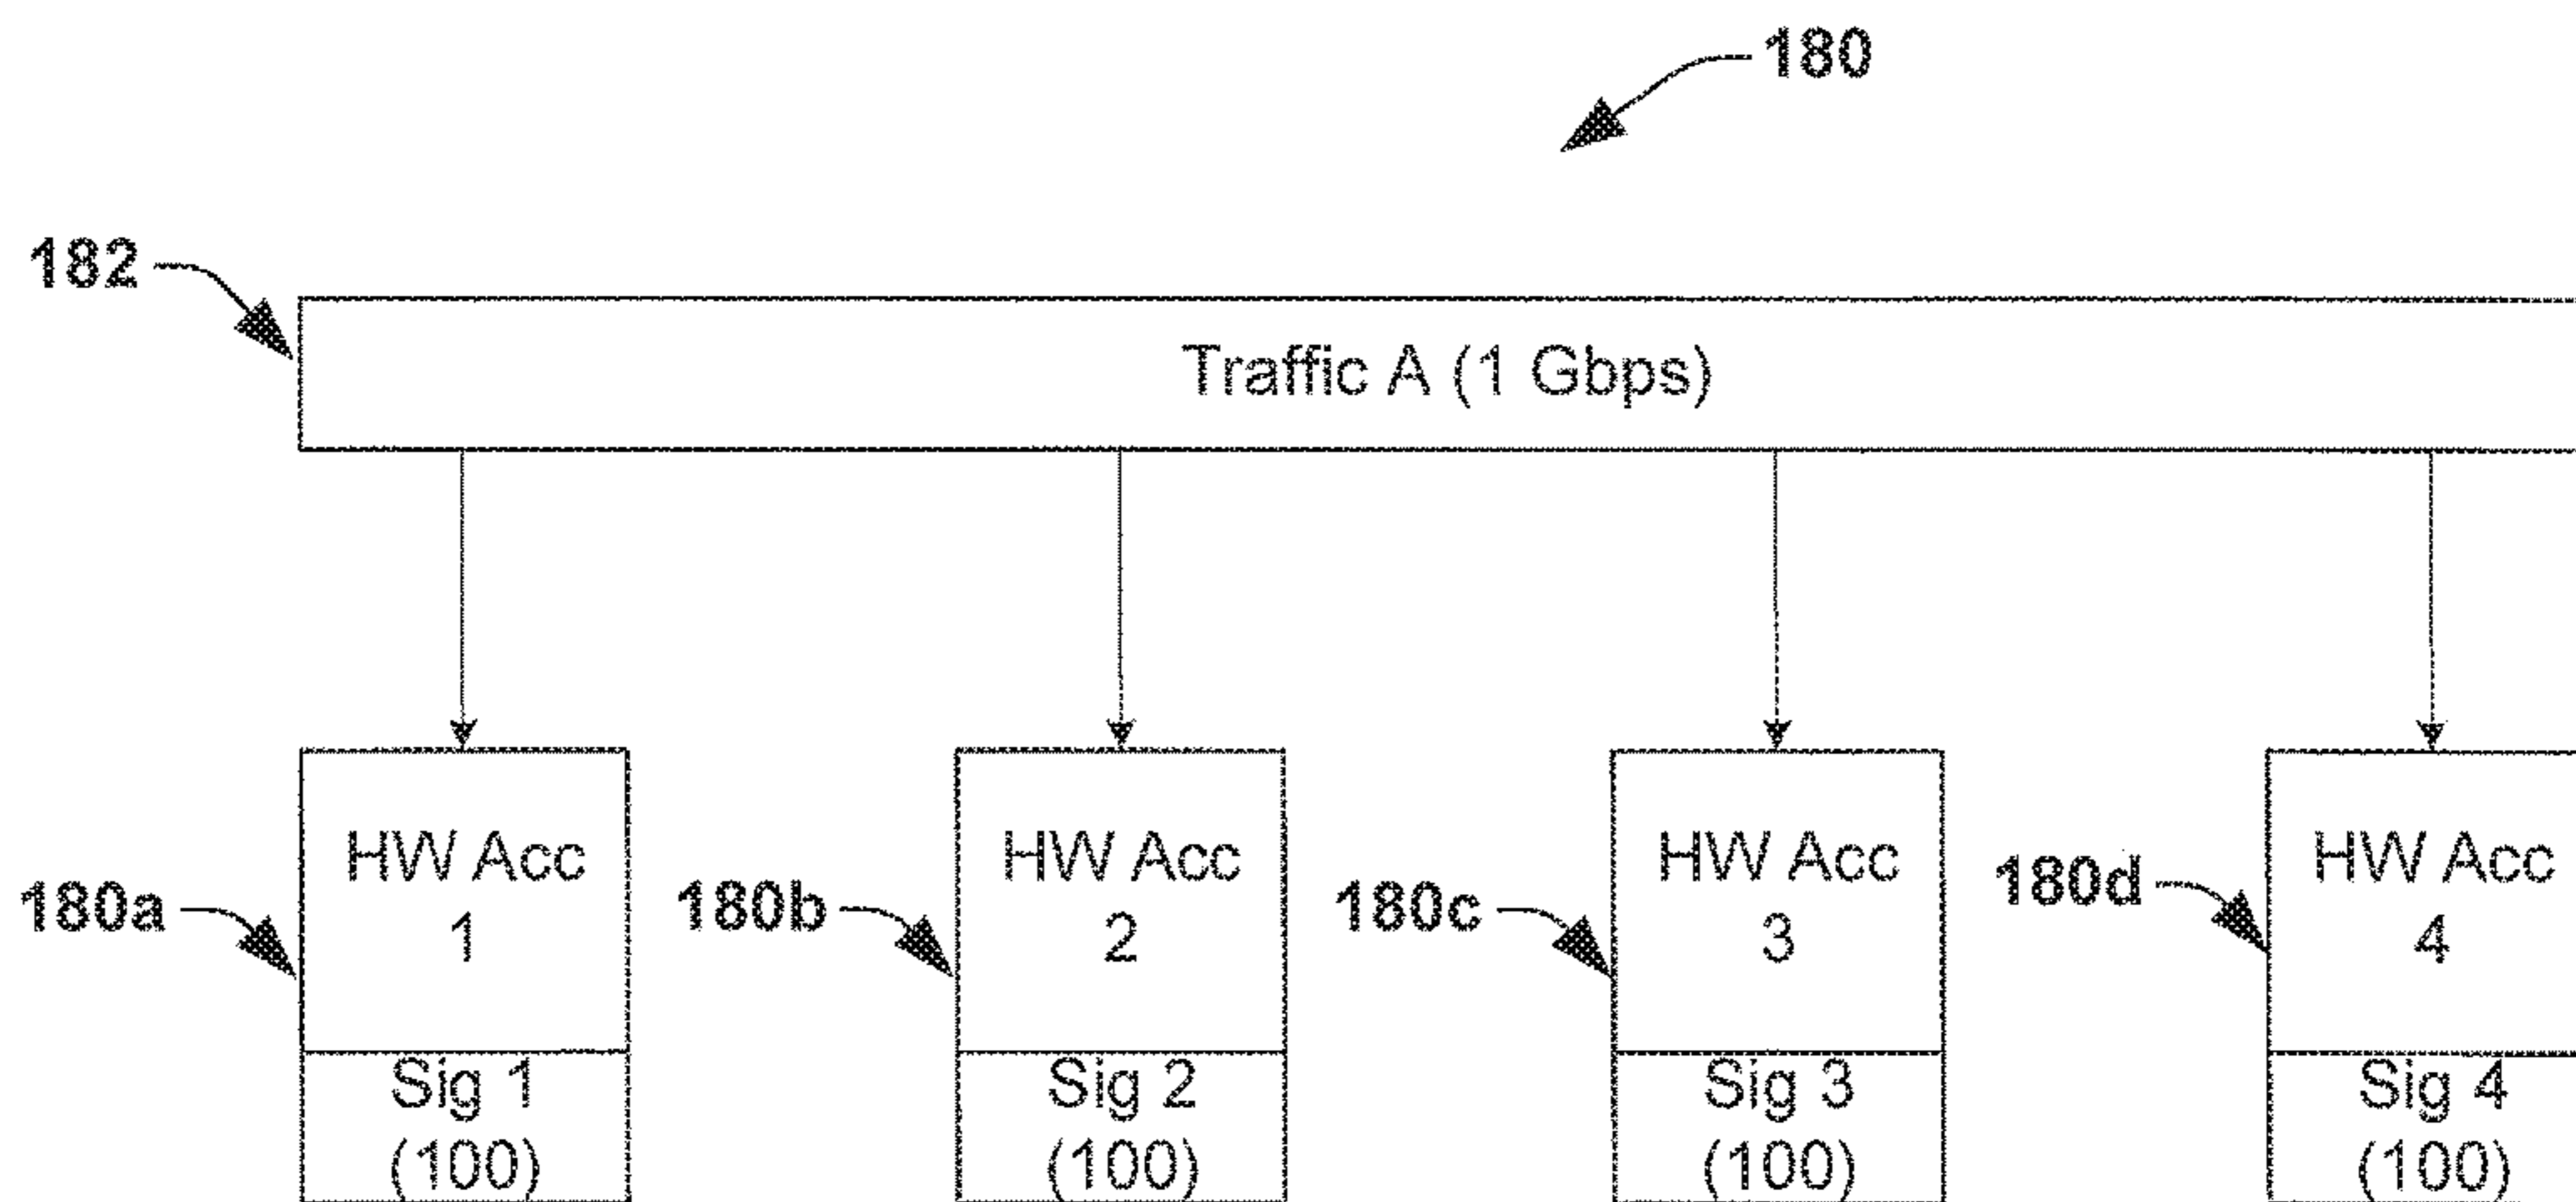 180
182
Traffic A (1 Gbps)
HW Acc
1
HW Acc
2
HW Acc
3
HW Acc
4
180a
180b
180c
180d
Sig 1
(100)
Sig 2
(100)
Sig 3
(100)
Sig 4
(100)